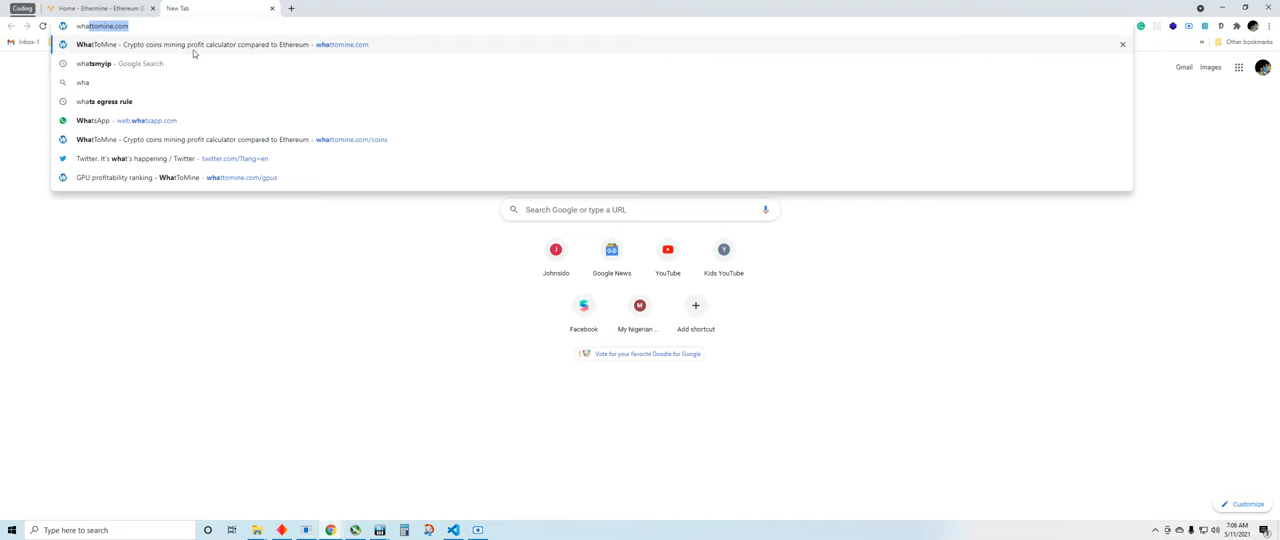 Coding
Home - Ethermine - Ethereum (E
New Tab
whattomine.com
Inbox-1
Other bookmarks
WhatToMine - Crypto coins mining profit calculator compared to Ethereum - whattomine.com
whatsmyip - Google Search
wha
whats egress rule
WhatsApp - web.whatsapp.com
WhatToMine - Crypto coins mining profit calculator compared to Ethereum - whattomine.com/coins
Twitter. It's what's happening / Twitter - twitter.com/?lang=en
GPU profitability ranking - WhatToMine - whattomine.com/gpus
Gmail Images
Search Google or type a URL
J
Y
Johnsido
Google News
YouTube
Kids YouTube
M
Facebook
My Nigerian ...
Add shortcut
Vote for your favorite Doodle for Google
Customize
Type here to search
7:06 AM
5/11/2021